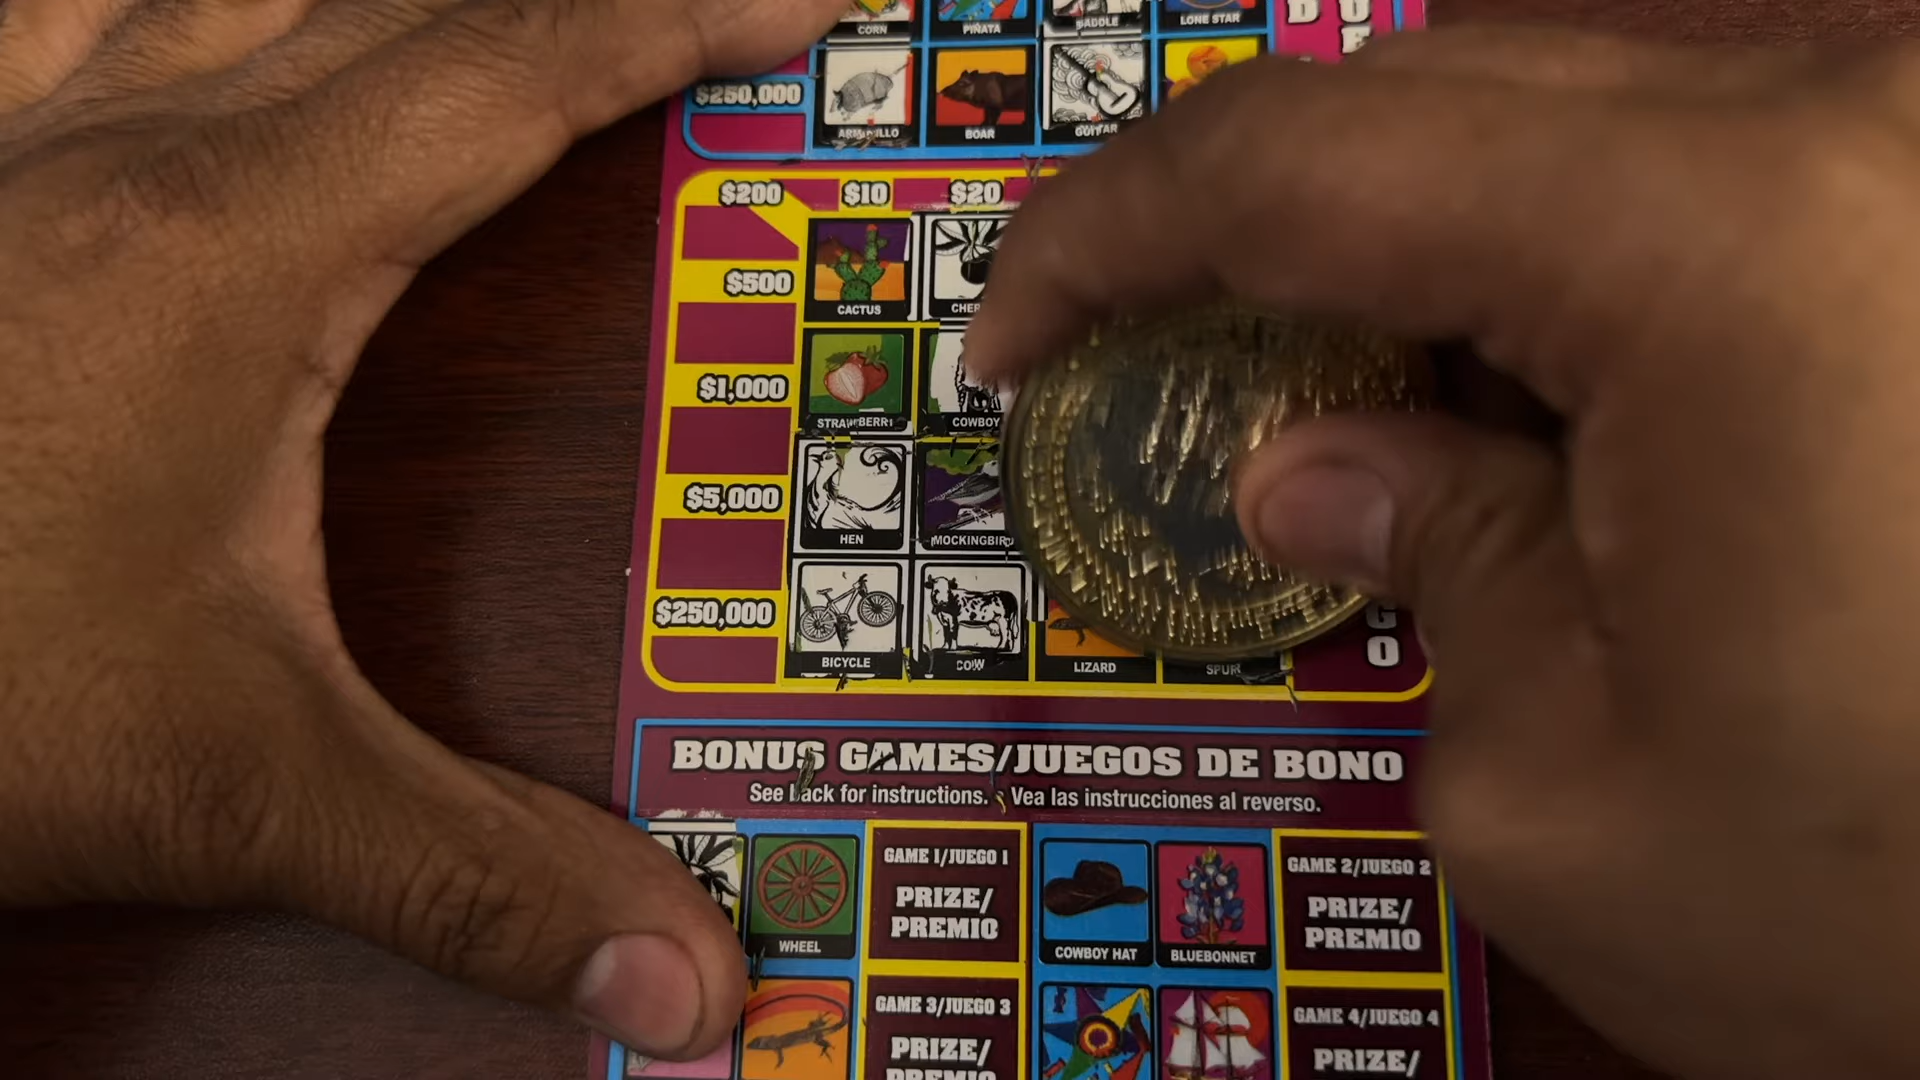 CORN
PIÑATA
SADDLE
LONE STAR
D
U
E
$250,000
ARMADILLO
BOAR
GUITAR
$200
$10
$20
$500
CACTUS
$1,000
STRAWBERRY
COWBOY
$5,000
HEN
MOCKINGBIRD
$250,000
BICYCLE
COW
LIZARD
SPUR
G
O
BONUS GAMES/JUEGOS DE BONO
See back for instructions. Vea las instrucciones al reverso.
WHEEL
GAME 1/JUEGO 1
PRIZE/
PREMIO
COWBOY HAT
BLUEBONNET
GAME 2/JUEGO 2
PRIZE/
PREMIO
GAME 3/JUEGO 3
PRIZE/
PREMIO
GAME 4/JUEGO 4
PRIZE/